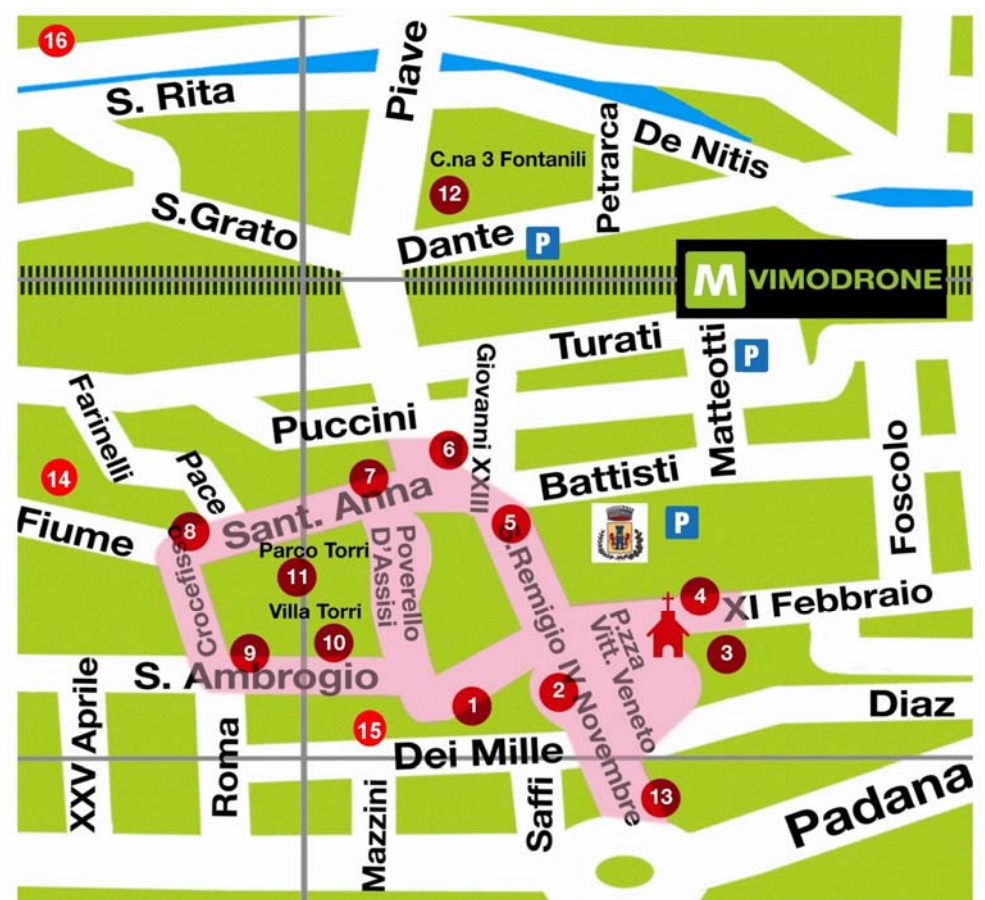 16
Piave
S. Rita
De Nitis
Petrarca
C.na 3 Fontanili
12
S.Grato
Dante
P
M VIMODRONE
Turati
Giovanni XXIII
Matteotti
P
Farinelli
Puccini
Foscolo
6
7
14
Pace
Battisti
Sant. Anna
Fiume
8
5
P
Poverello
D'Assisi
Parco Torri
11
Crocefisso
S.Remigio
Villa Torri
10
4
XI Febbraio
P.zza
Vitt. Veneto
3
9
S. Ambrogio
1
2
IV Novembre
XXV Aprile
Roma
15
Dei Mille
Diaz
13
Mazzini
Saffi
Padana